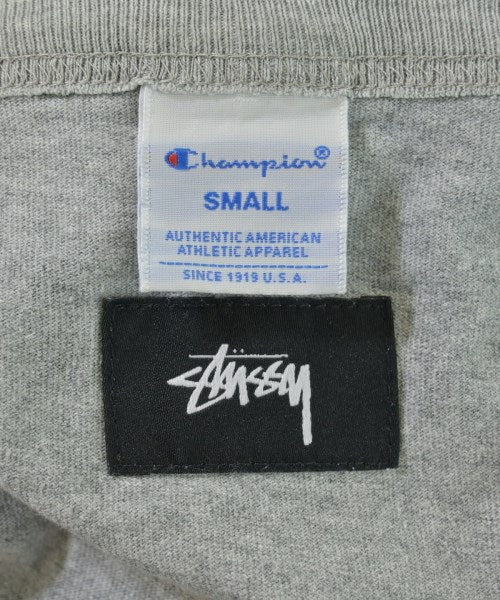 Champion®
SMALL
AUTHENTIC AMERICAN
ATHLETIC APPAREL
SINCE 1919 U.S.A.
Stüssy